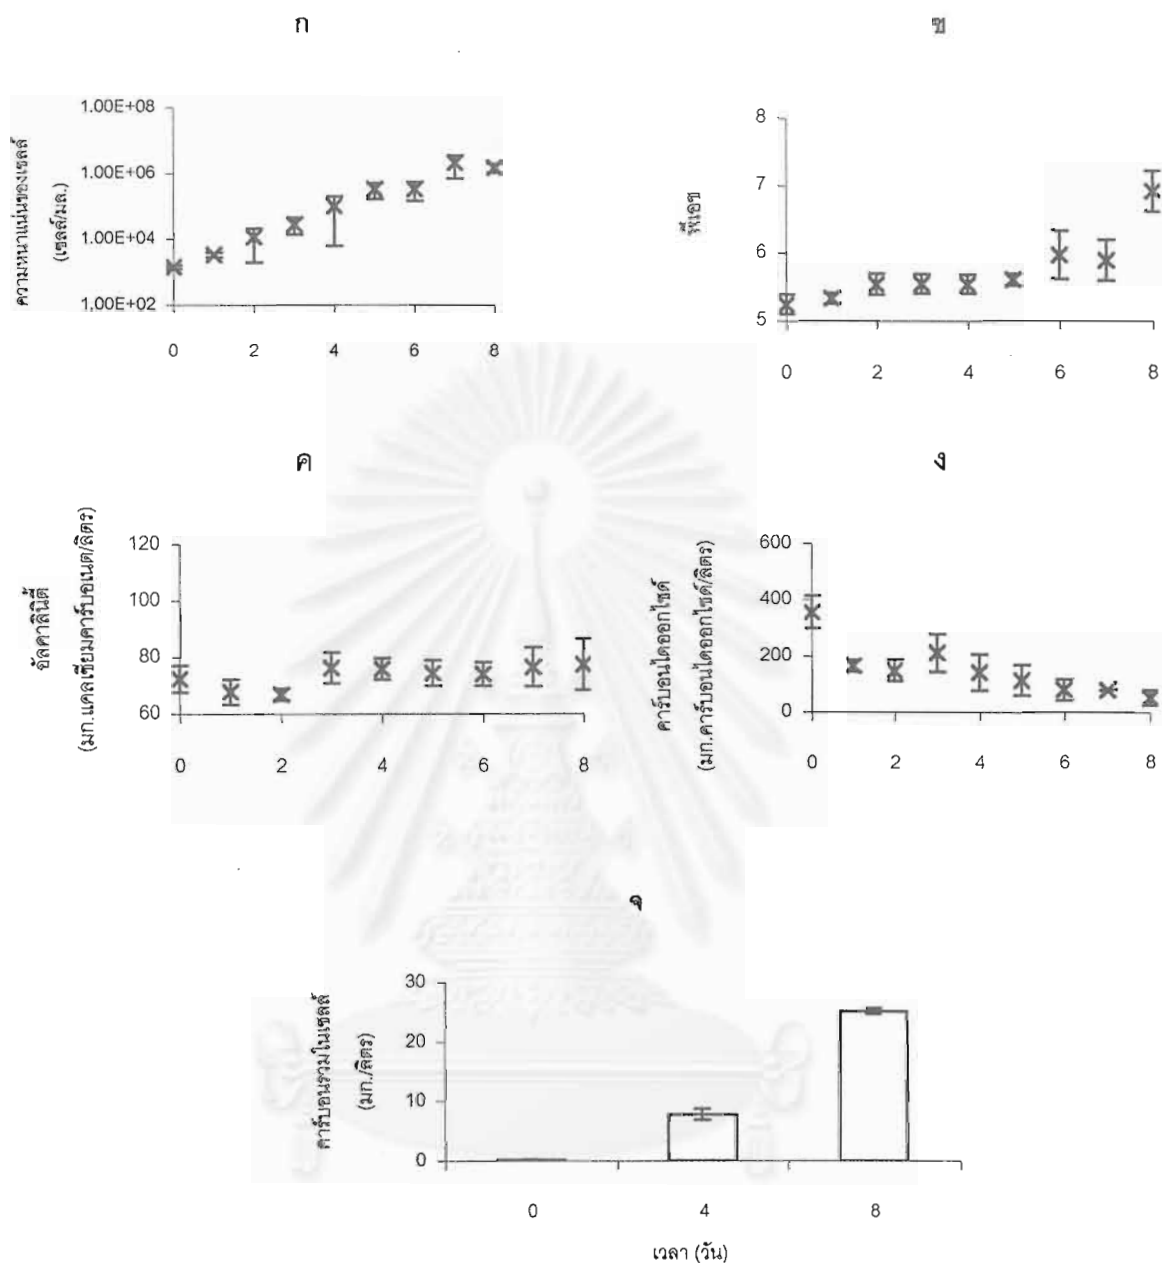 ก
ความหนาแน่นของเซลล์
(เซลล์/มล.)
1.00E+08
1.00E+06
1.00E+04
1.00E+02
0 2 4 6 8
ข
พีเอช
8
7
6
5
0 2 4 6 8
ค
อัลคาลินิตี้
(มก.แคลเซียมคาร์บอเนต/ลิตร)
120
100
80
60
0 2 4 6 8
ง
คาร์บอนไดออกไซด์
(มก.คาร์บอนไดออกไซด์/ลิตร)
600
400
200
0
0 2 4 6 8
จ
คาร์บอนรวมในเซลล์
(มก./ลิตร)
30
20
10
0
0 4 8
เวลา (วัน)